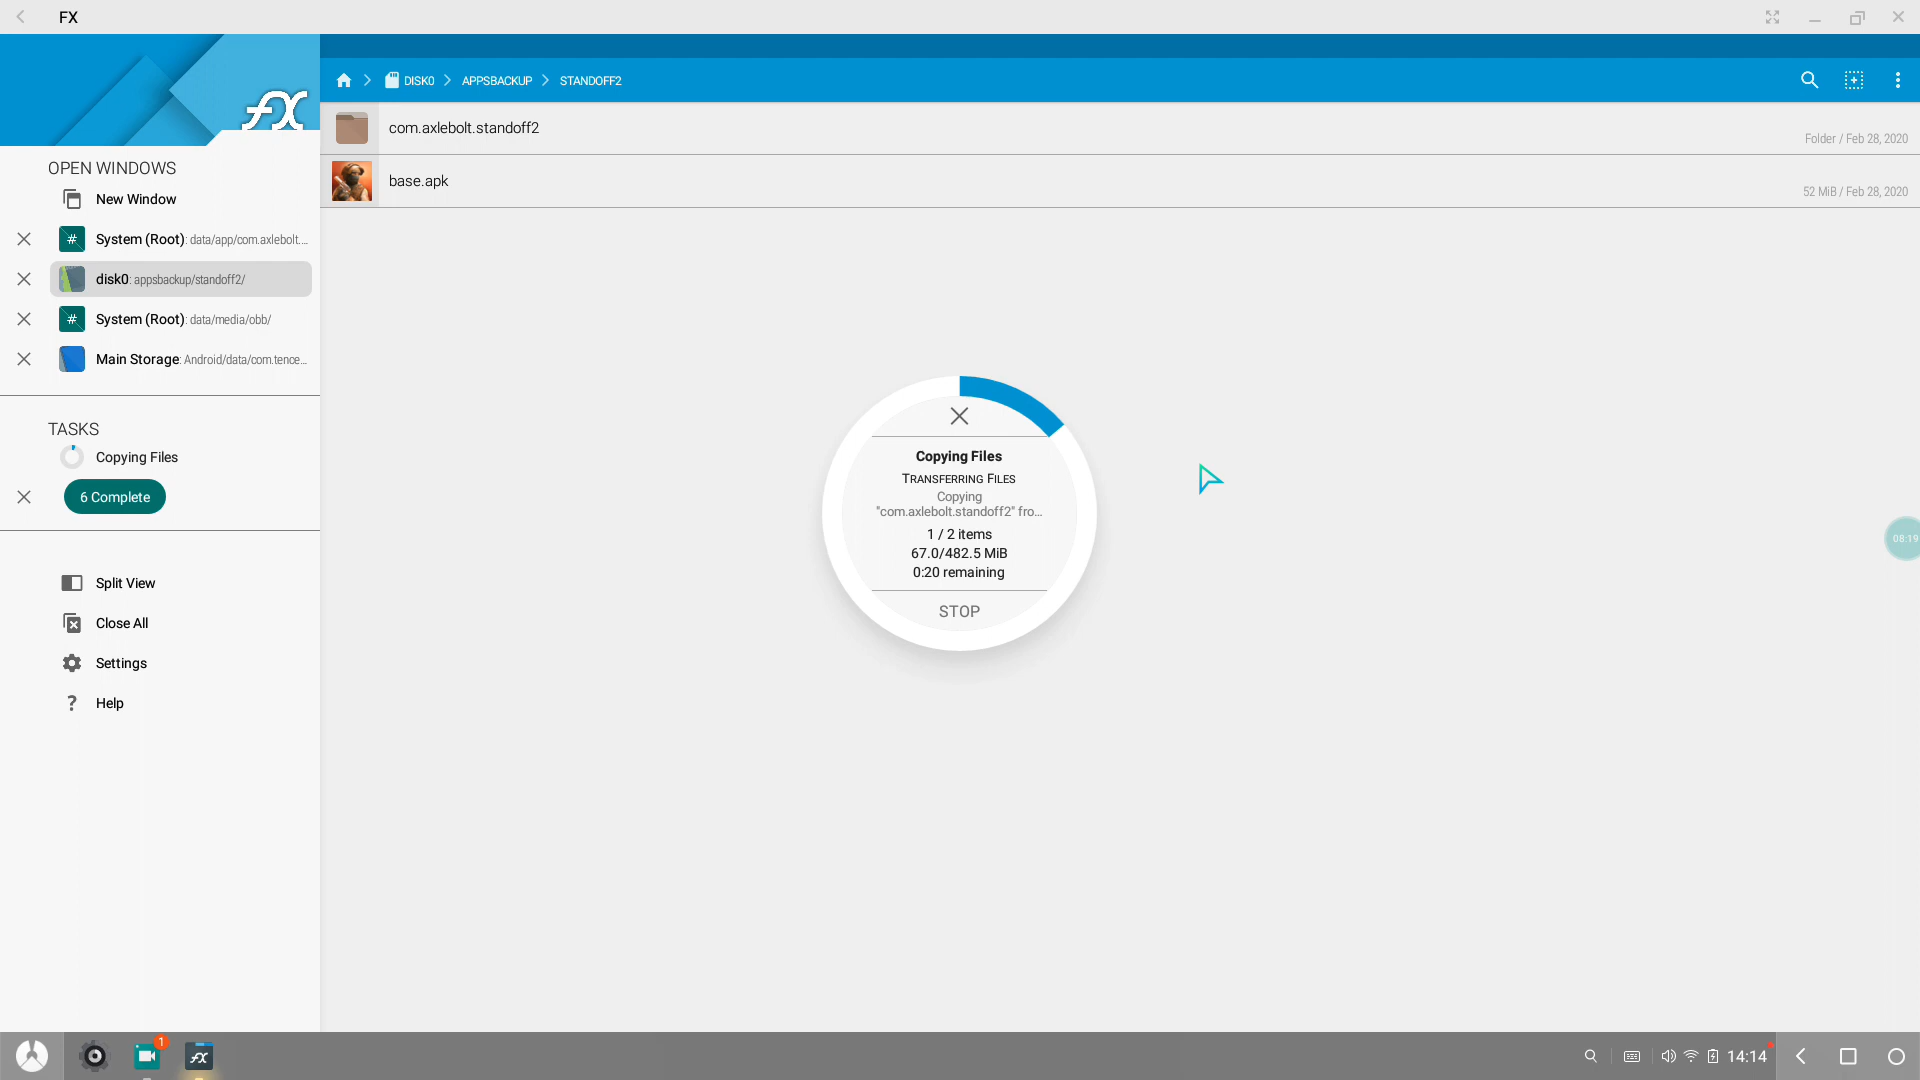 FX
fX
DISK0
APPSBACKUP
STANDOFF2
OPEN WINDOWS
New Window
System (Root): data/app/com.axlebolt....
disk0: appsbackup/standoff2/
System (Root): data/media/obb/
Main Storage: Android/data/com.tence...
TASKS
Copying Files
6 Complete
Split View
Close All
Settings
? Help
com.axlebolt.standoff2
Folder / Feb 28, 2020
base.apk
52 MiB / Feb 28, 2020
Copying Files
TRANSFERRING FILES
Copying
"com.axlebolt.standoff2" fro...
1 / 2 items
67.0/482.5 MiB
0:20 remaining
STOP
08:19
1
fX
14:14